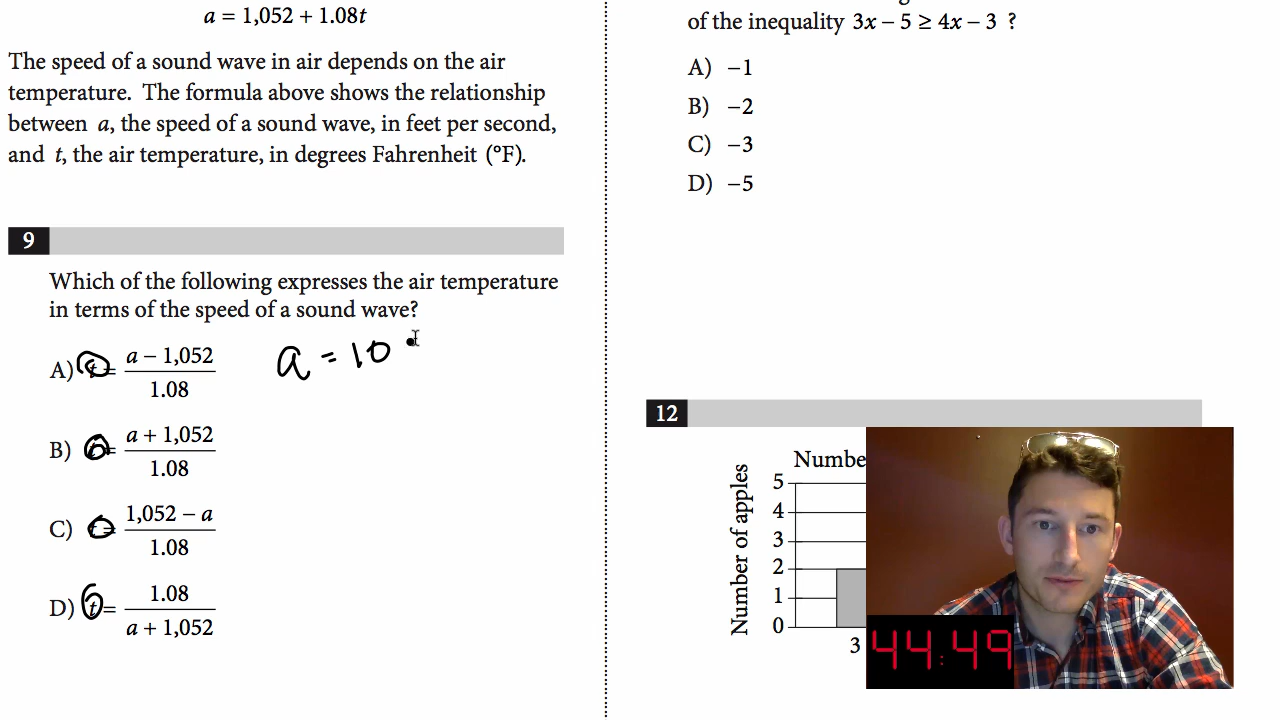 a = 1,052 + 1.08t
The speed of a sound wave in air depends on the air
temperature. The formula above shows the relationship
between a, the speed of a sound wave, in feet per second,
and t, the air temperature, in degrees Fahrenheit (°F).
9
Which of the following expresses the air temperature
in terms of the speed of a sound wave?
A) t = a − 1,052
1.08
B) t = a + 1,052
1.08
C) t = 1,052 − a
1.08
D) t = 1.08
a + 1,052
a = 10
of the inequality 3x − 5 ≥ 4x − 3 ?
A) −1
B) −2
C) −3
D) −5
12
Numbe
Number of apples
5
4
3
2
1
0
3
44:49